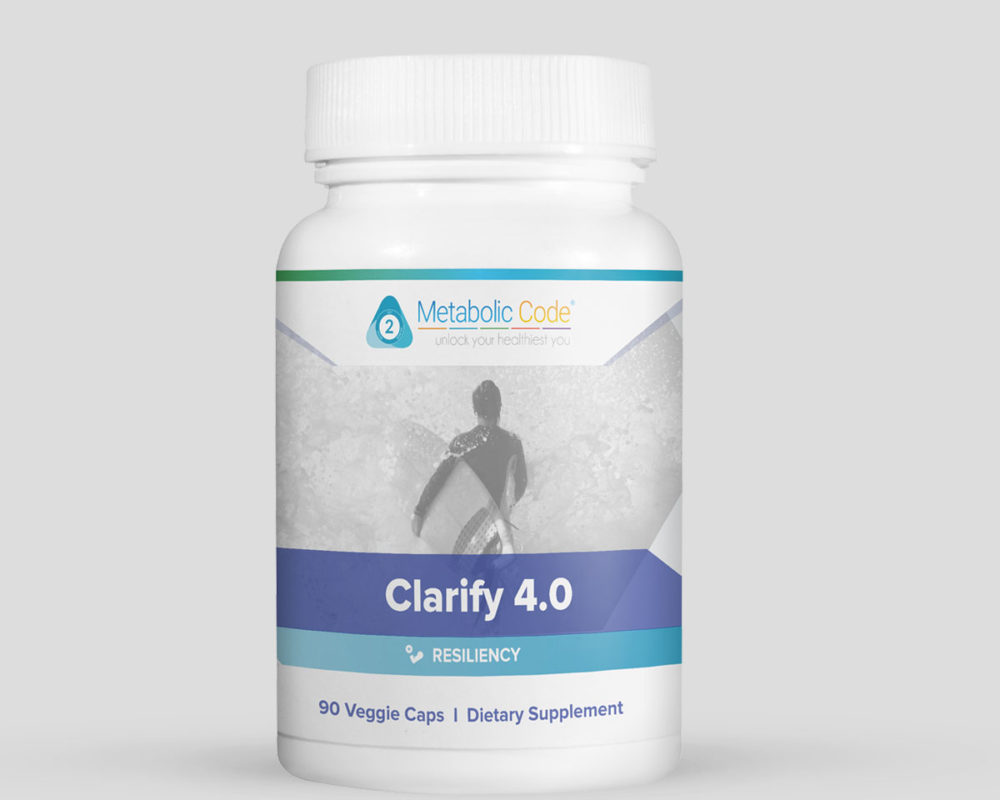 2
Metabolic Code®
unlock your healthiest you
Clarify 4.0
RESILIENCY
90 Veggie Caps | Dietary Supplement